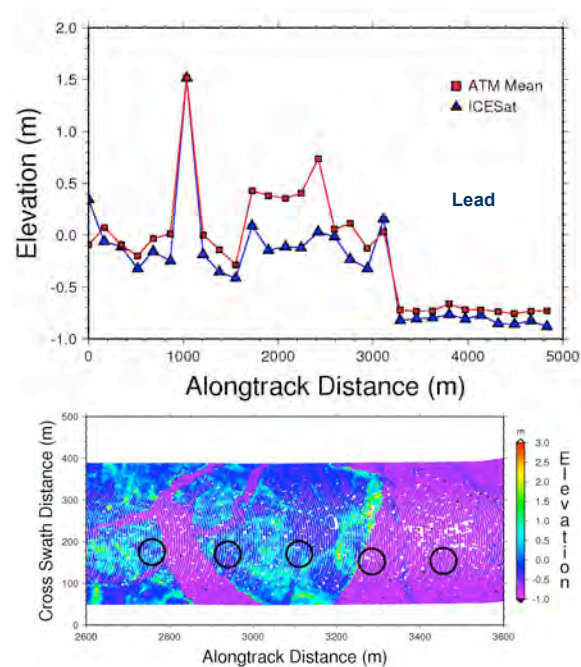 2.0
1.5
1.0
0.5
0.0
-0.5
-1.0
Elevation (m)
ATM Mean
ICESat
Lead
0 1000 2000 3000 4000 5000
Alongtrack Distance (m)
500
400
300
200
100
0
Cross Swath Distance (m)
2600 2800 3000 3200 3400 3600
Alongtrack Distance (m)
m
3.0
2.5
2.0
1.5
1.0
0.5
0.0
-0.5
-1.0
Elevation